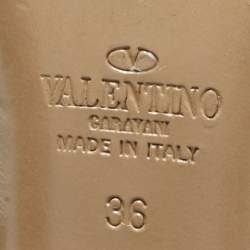 VALENTINO
GARAVANI
MADE IN ITALY
36